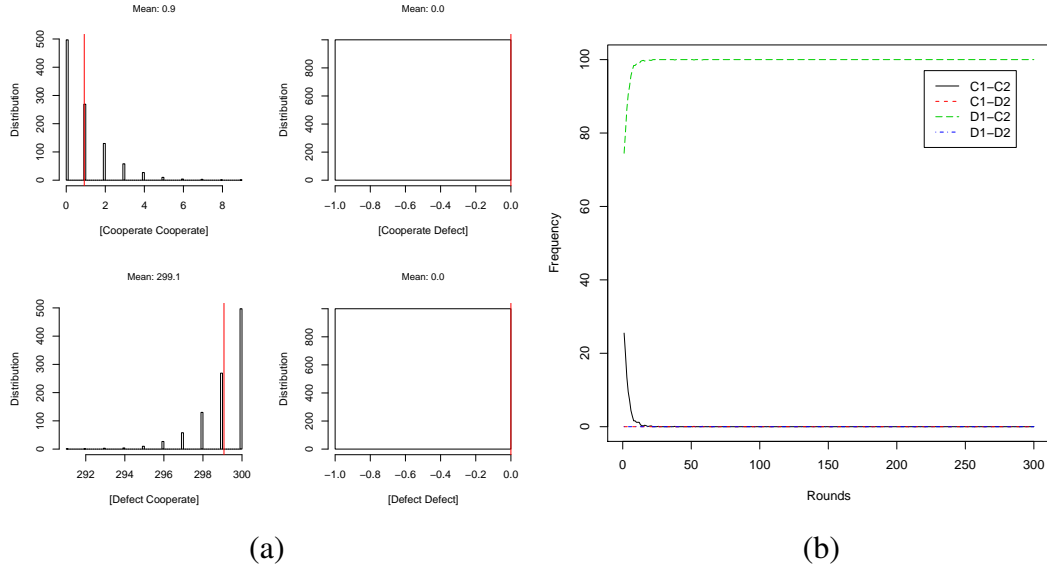 Mean: 0.9
Distribution
500
400
300
200
100
0
0 2 4 6 8
[Cooperate Cooperate]
Mean: 0.0
Distribution
800
600
400
200
0
−1.0 −0.8 −0.6 −0.4 −0.2 0.0
[Cooperate Defect]
Mean: 299.1
Distribution
500
400
300
200
100
0
292 294 296 298 300
[Defect Cooperate]
Mean: 0.0
Distribution
800
600
400
200
0
−1.0 −0.8 −0.6 −0.4 −0.2 0.0
[Defect Defect]
(a)
Frequency
100
80
60
40
20
0
C1−C2
C1−D2
D1−C2
D1−D2
0 50 100 150 200 250 300
Rounds
(b)